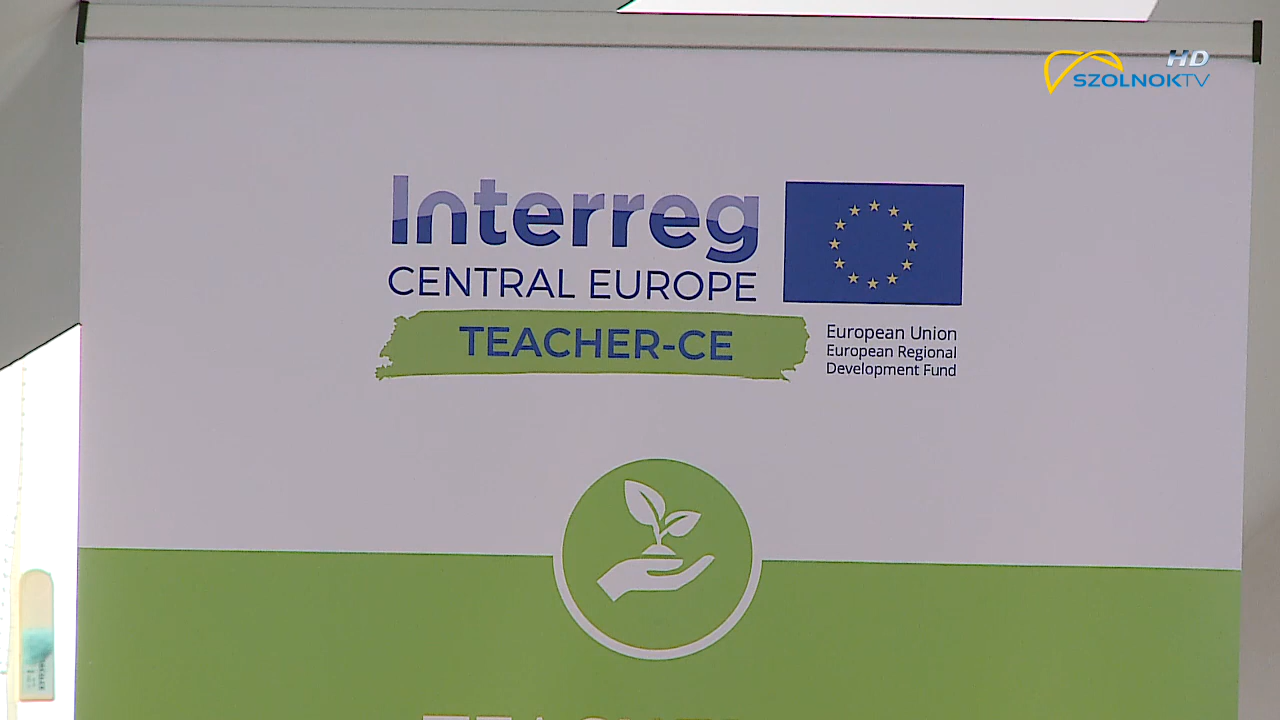 HD
SZOLNOKTV
Interreg
CENTRAL EUROPE
TEACHER-CE
European Union
European Regional
Development Fund